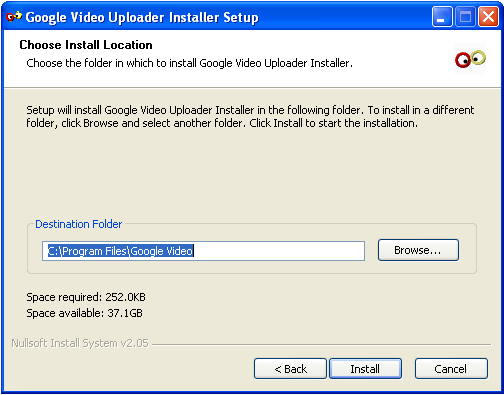 Google Video Uploader Installer Setup
Choose Install Location
Choose the folder in which to install Google Video Uploader Installer.
Setup will install Google Video Uploader Installer in the following folder. To install in a different
folder, click Browse and select another folder. Click Install to start the installation.
Destination Folder
C:\Program Files\Google Video
Browse...
Space required: 252.0KB
Space available: 37.1GB
Nullsoft Install System v2.05
< Back
Install
Cancel